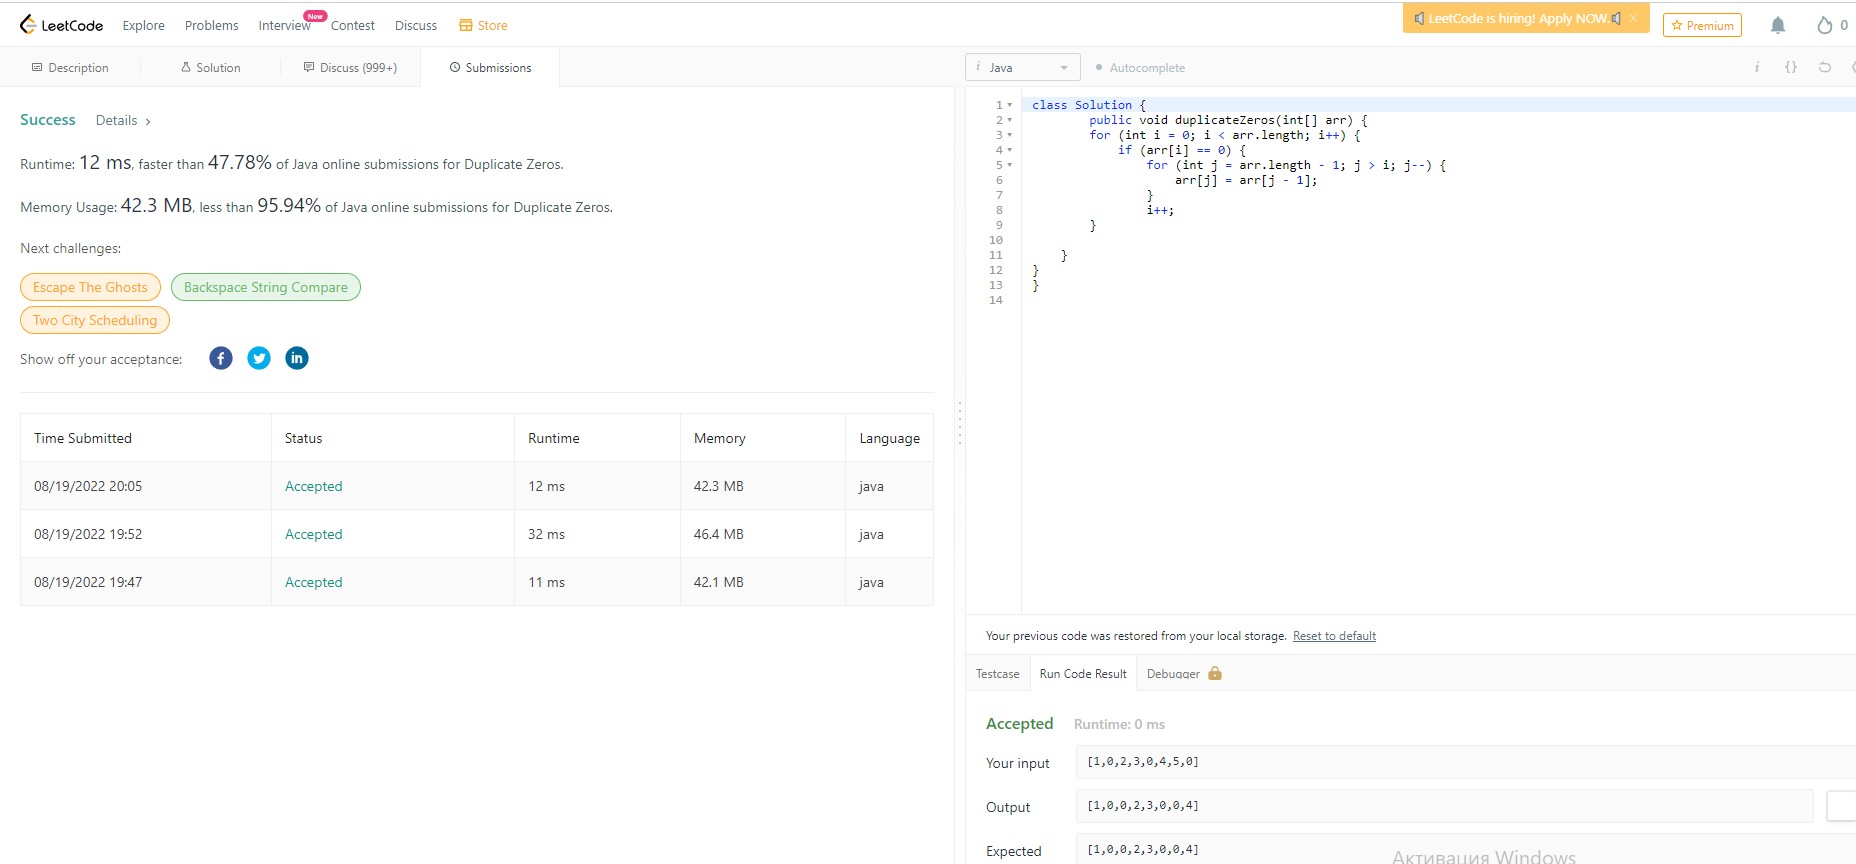 LeetCode Explore Problems Interview New Contest Discuss Store LeetCode is hiring! Apply NOW. × Premium 0
Description Solution Discuss (999+) Submissions
i Java Autocomplete i {}
Success Details >
Runtime: 12 ms, faster than 47.78% of Java online submissions for Duplicate Zeros.
Memory Usage: 42.3 MB, less than 95.94% of Java online submissions for Duplicate Zeros.
Next challenges:
Escape The Ghosts Backspace String Compare
Two City Scheduling
Show off your acceptance:
Time Submitted Status Runtime Memory Language
08/19/2022 20:05 Accepted 12 ms 42.3 MB java
08/19/2022 19:52 Accepted 32 ms 46.4 MB java
08/19/2022 19:47 Accepted 11 ms 42.1 MB java
1 class Solution {
2 public void duplicateZeros(int[] arr) {
3 for (int i = 0; i < arr.length; i++) {
4 if (arr[i] == 0) {
5 for (int j = arr.length - 1; j > i; j--) {
6 arr[j] = arr[j - 1];
7 }
8 i++;
9 }
10
11 }
12 }
13 }
14
Your previous code was restored from your local storage. Reset to default
Testcase Run Code Result Debugger
Accepted Runtime: 0 ms
Your input [1,0,2,3,0,4,5,0]
Output [1,0,0,2,3,0,0,4]
Expected [1,0,0,2,3,0,0,4]
Активация Windows